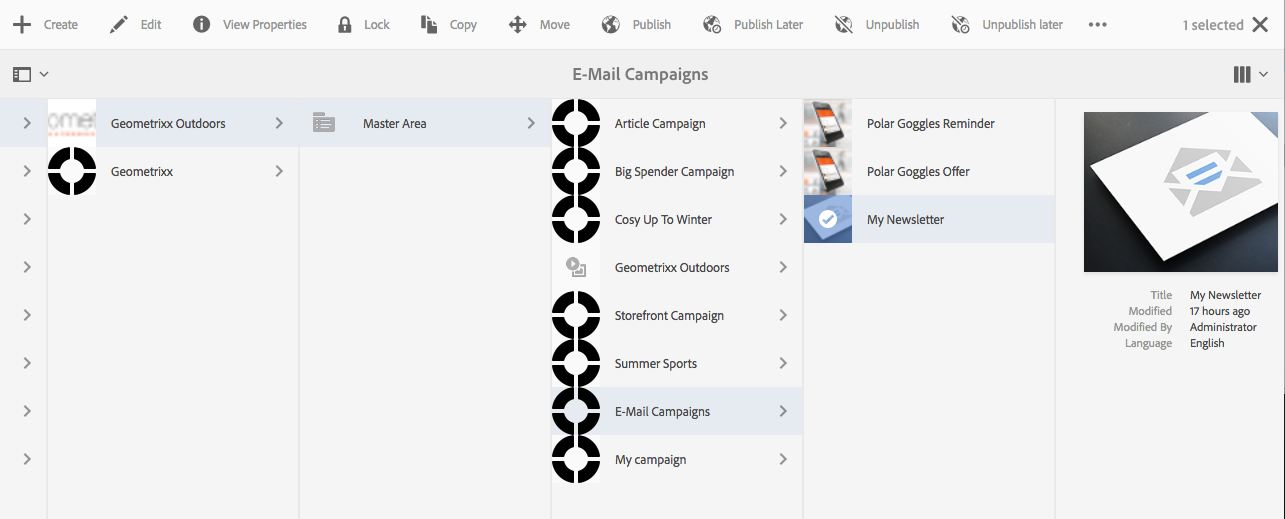 Create Edit View Properties Lock Copy Move Publish Publish Later Unpublish Unpublish later ••• 1 selected
E-Mail Campaigns
Geometrixx Outdoors
Geometrixx
Master Area
Article Campaign
Big Spender Campaign
Cosy Up To Winter
Geometrixx Outdoors
Storefront Campaign
Summer Sports
E-Mail Campaigns
My campaign
Polar Goggles Reminder
Polar Goggles Offer
My Newsletter
Title My Newsletter
Modified 17 hours ago
Modified By Administrator
Language English